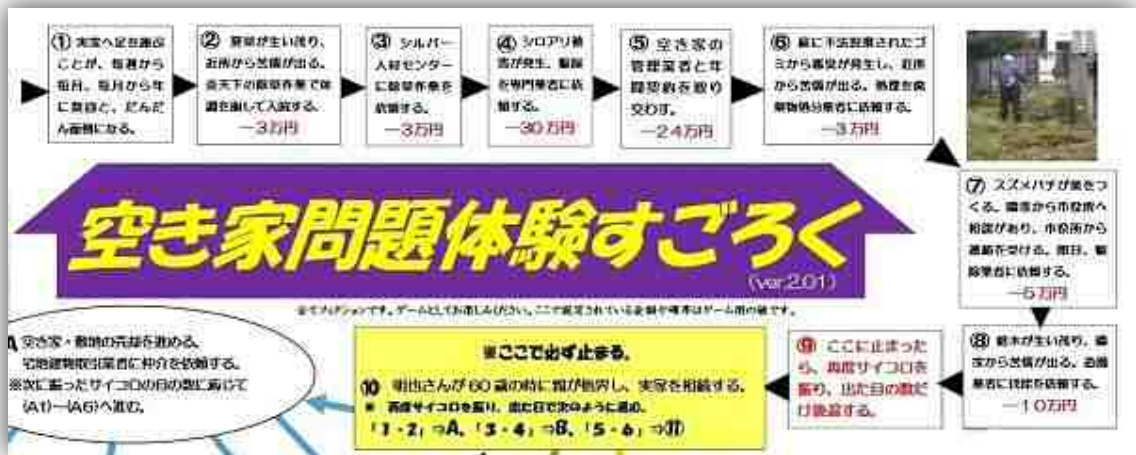 ① 実家へ足を運ぶ
ことが、毎週から
毎月、毎月から年
に数回と、だんだ
ん面倒になる。
② 夏草が生い茂り、
近所から苦情が出る。
炎天下の除草作業で体
調を崩して入院する。
－3万円
③ シルバー
人材センター
に除草作業を
依頼する。
－3万円
④ シロアリ被
害が発生、駆除
を専門業者に依
頼する。
－30万円
⑤ 空き家の
管理業者と年
間契約を取り
交わす。
－24万円
⑥ 庭に不法投棄されたゴ
ミから悪臭が発生し、近所
から苦情が出る。処理を廃
棄物処分業者に依頼する。
－3万円
⑦ スズメバチが巣をつ
くる。隣家から市役所へ
相談があり、市役所から
連絡を受ける。即日、駆
除業者に依頼する。
－5万円
空き家問題体験すごろく
(ver.2.01)
全てフィクションです。ゲームとしてお楽しみください。ここで設定されている金額や確率はゲーム用の値です。
⑧ 樹木が生い茂り、隣
家から苦情が出る。造園
業者に伐採を依頼する。
－10万円
⑨ ここに止まった
ら、再度サイコロを
振り、出た目の数だ
け後退する。
※ここで必ず止まる。
⑩ 明也さんが60歳の時に親が他界し、実家を相続する。
※ 再度サイコロを振り、出た目で次のように進む。
「1・2」⇒A、「3・4」⇒B、「5・6」⇒⑪
A 空き家・敷地の売却を進める。
宅地建物取引業者に仲介を依頼する。
※次に振ったサイコロの目の数に応じて
(A1)―(A6)へ進む。